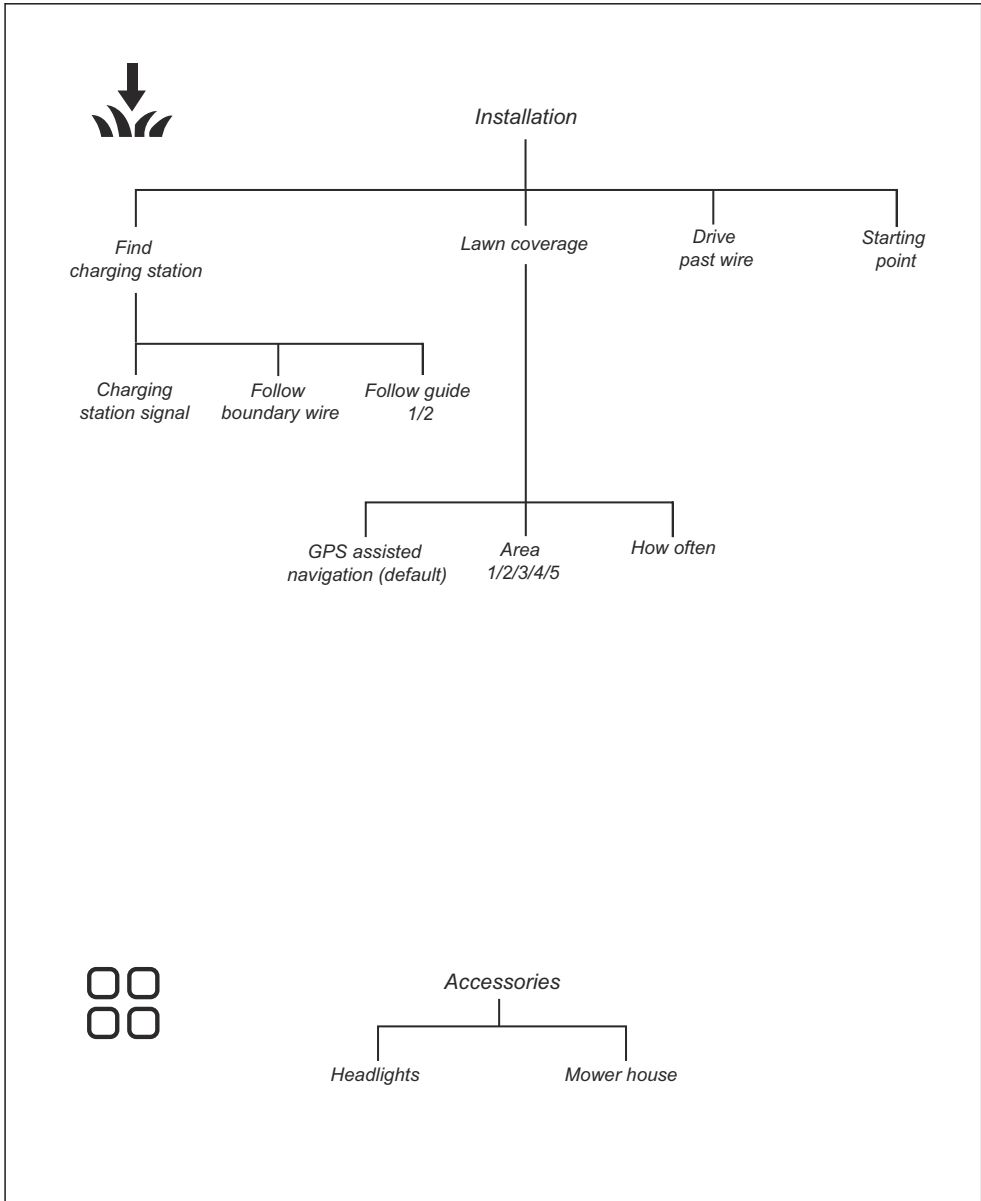 Installation
Find
charging station
Lawn coverage
Drive
past wire
Starting
point
Charging
station signal
Follow
boundary wire
Follow guide
1/2
GPS assisted
navigation (default)
Area
1/2/3/4/5
How often
Accessories
Headlights
Mower house